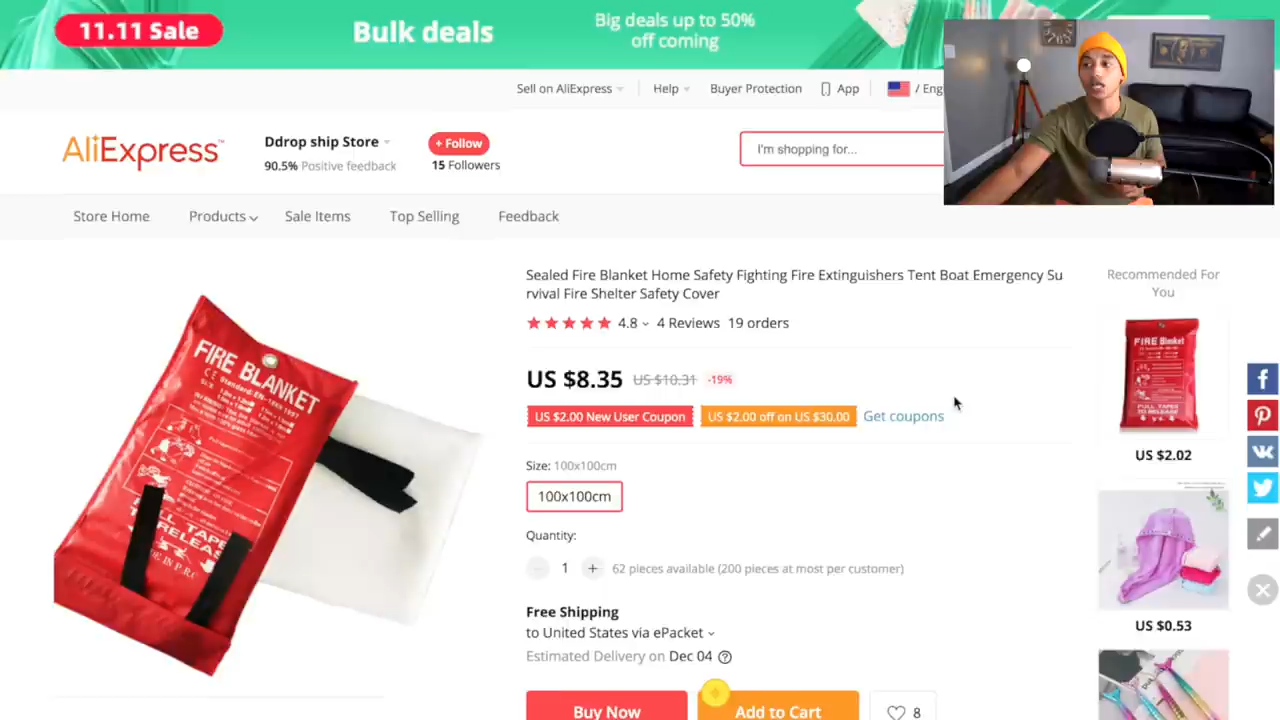 11.11 Sale
Bulk deals
Big deals up to 50%
off coming
Sell on AliExpress
Help
Buyer Protection
App
/ Eng
AliExpress™
Ddrop ship Store
90.5% Positive feedback
+ Follow
15 Followers
I'm shopping for...
Store Home
Products
Sale Items
Top Selling
Feedback
Sealed Fire Blanket Home Safety Fighting Fire Extinguishers Tent Boat Emergency Su
rvival Fire Shelter Safety Cover
4.8
4 Reviews
19 orders
US $8.35
US $10.31
-19%
US $2.00 New User Coupon
US $2.00 off on US $30.00
Get coupons
Size: 100x100cm
100x100cm
Quantity:
1
+
62 pieces available (200 pieces at most per customer)
Free Shipping
to United States via ePacket
Estimated Delivery on Dec 04
Buy Now
Add to Cart
8
FIRE BLANKET
Recommended For
You
FIRE Blanket
PULL TAPES
TO RELEASE
US $2.02
US $0.53